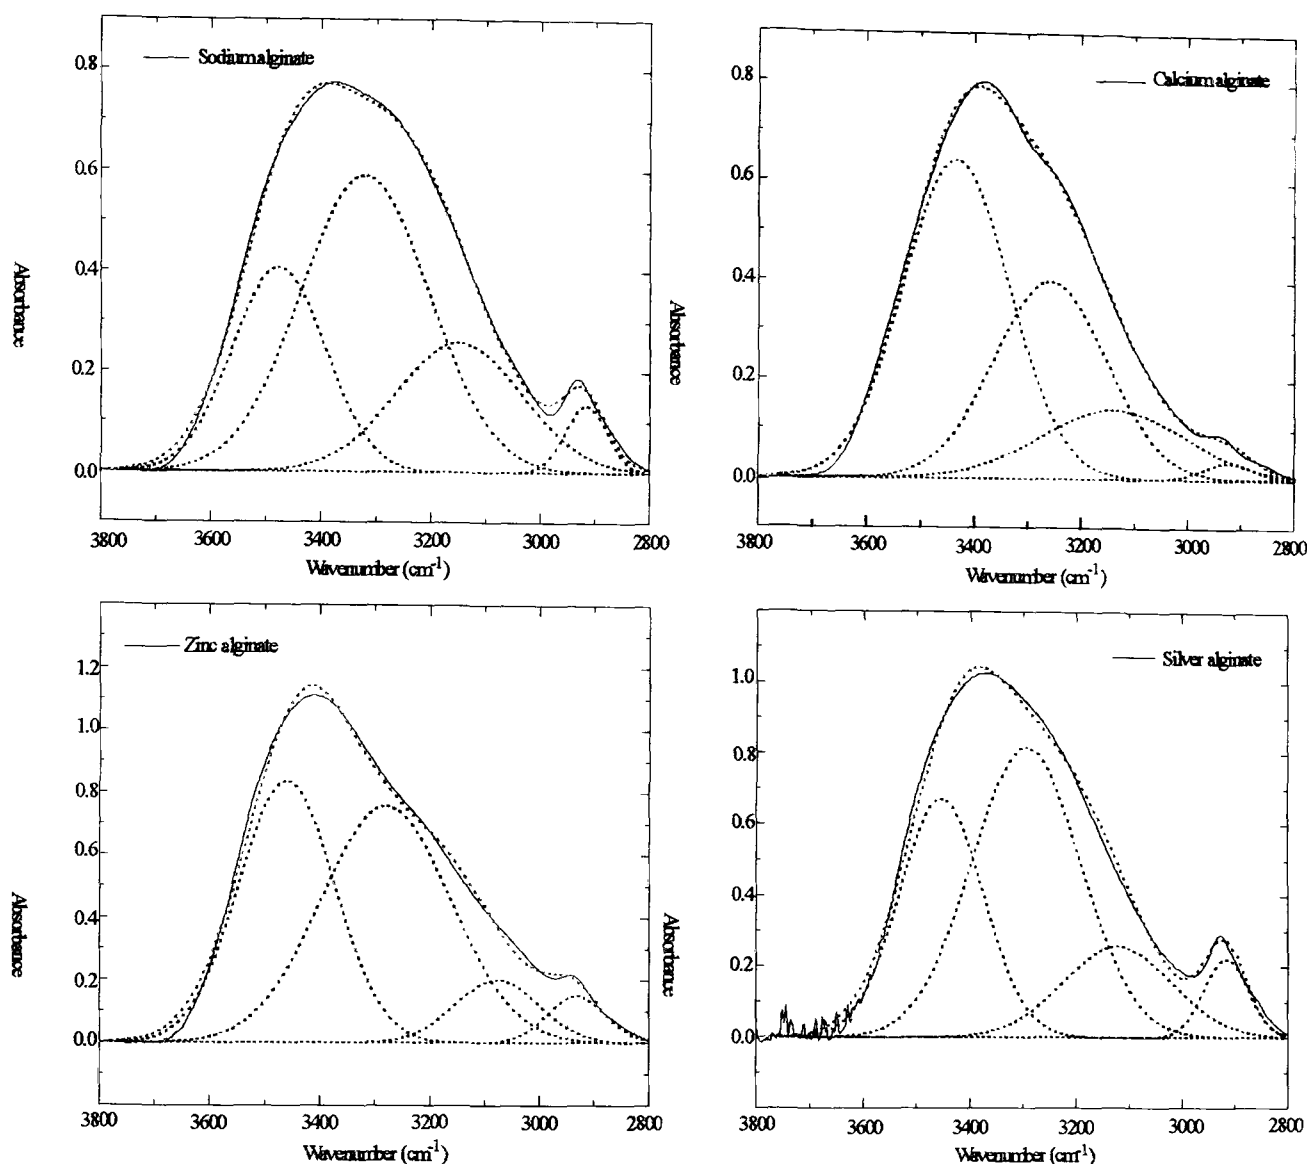 Sodium alginate
0.8
0.6
0.4
0.2
0.0
Absorbance
3800 3600 3400 3200 3000 2800
Wavenumber (cm-1)
Calcium alginate
0.8
0.6
0.4
0.2
0.0
Absorbance
3800 3600 3400 3200 3000 2800
Wavenumber (cm-1)
Zinc alginate
1.2
1.0
0.8
0.6
0.4
0.2
0.0
Absorbance
3800 3600 3400 3200 3000 2800
Wavenumber (cm-1)
Silver alginate
1.0
0.8
0.6
0.4
0.2
0.0
Absorbance
3800 3600 3400 3200 3000 2800
Wavenumber (cm-1)